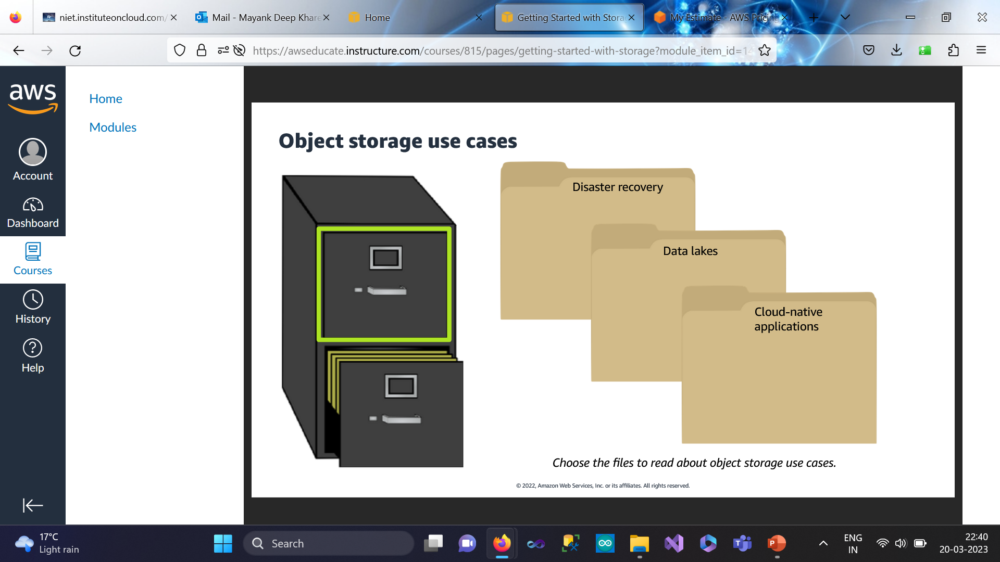 niet.instituteoncloud.com/
Mail - Mayank Deep Khare
Home
Getting Started with Stora
My Estimate - AWS Pricing
https://awseducate.instructure.com/courses/815/pages/getting-started-with-storage?module_item_id=14
aws
Account
Dashboard
Courses
History
Help
Home
Modules
Object storage use cases
Disaster recovery
Data lakes
Cloud-native
applications
Choose the files to read about object storage use cases.
© 2022, Amazon Web Services, Inc. or its affiliates. All rights reserved.
17°C
Light rain
Search
ENG
IN
22:40
20-03-2023